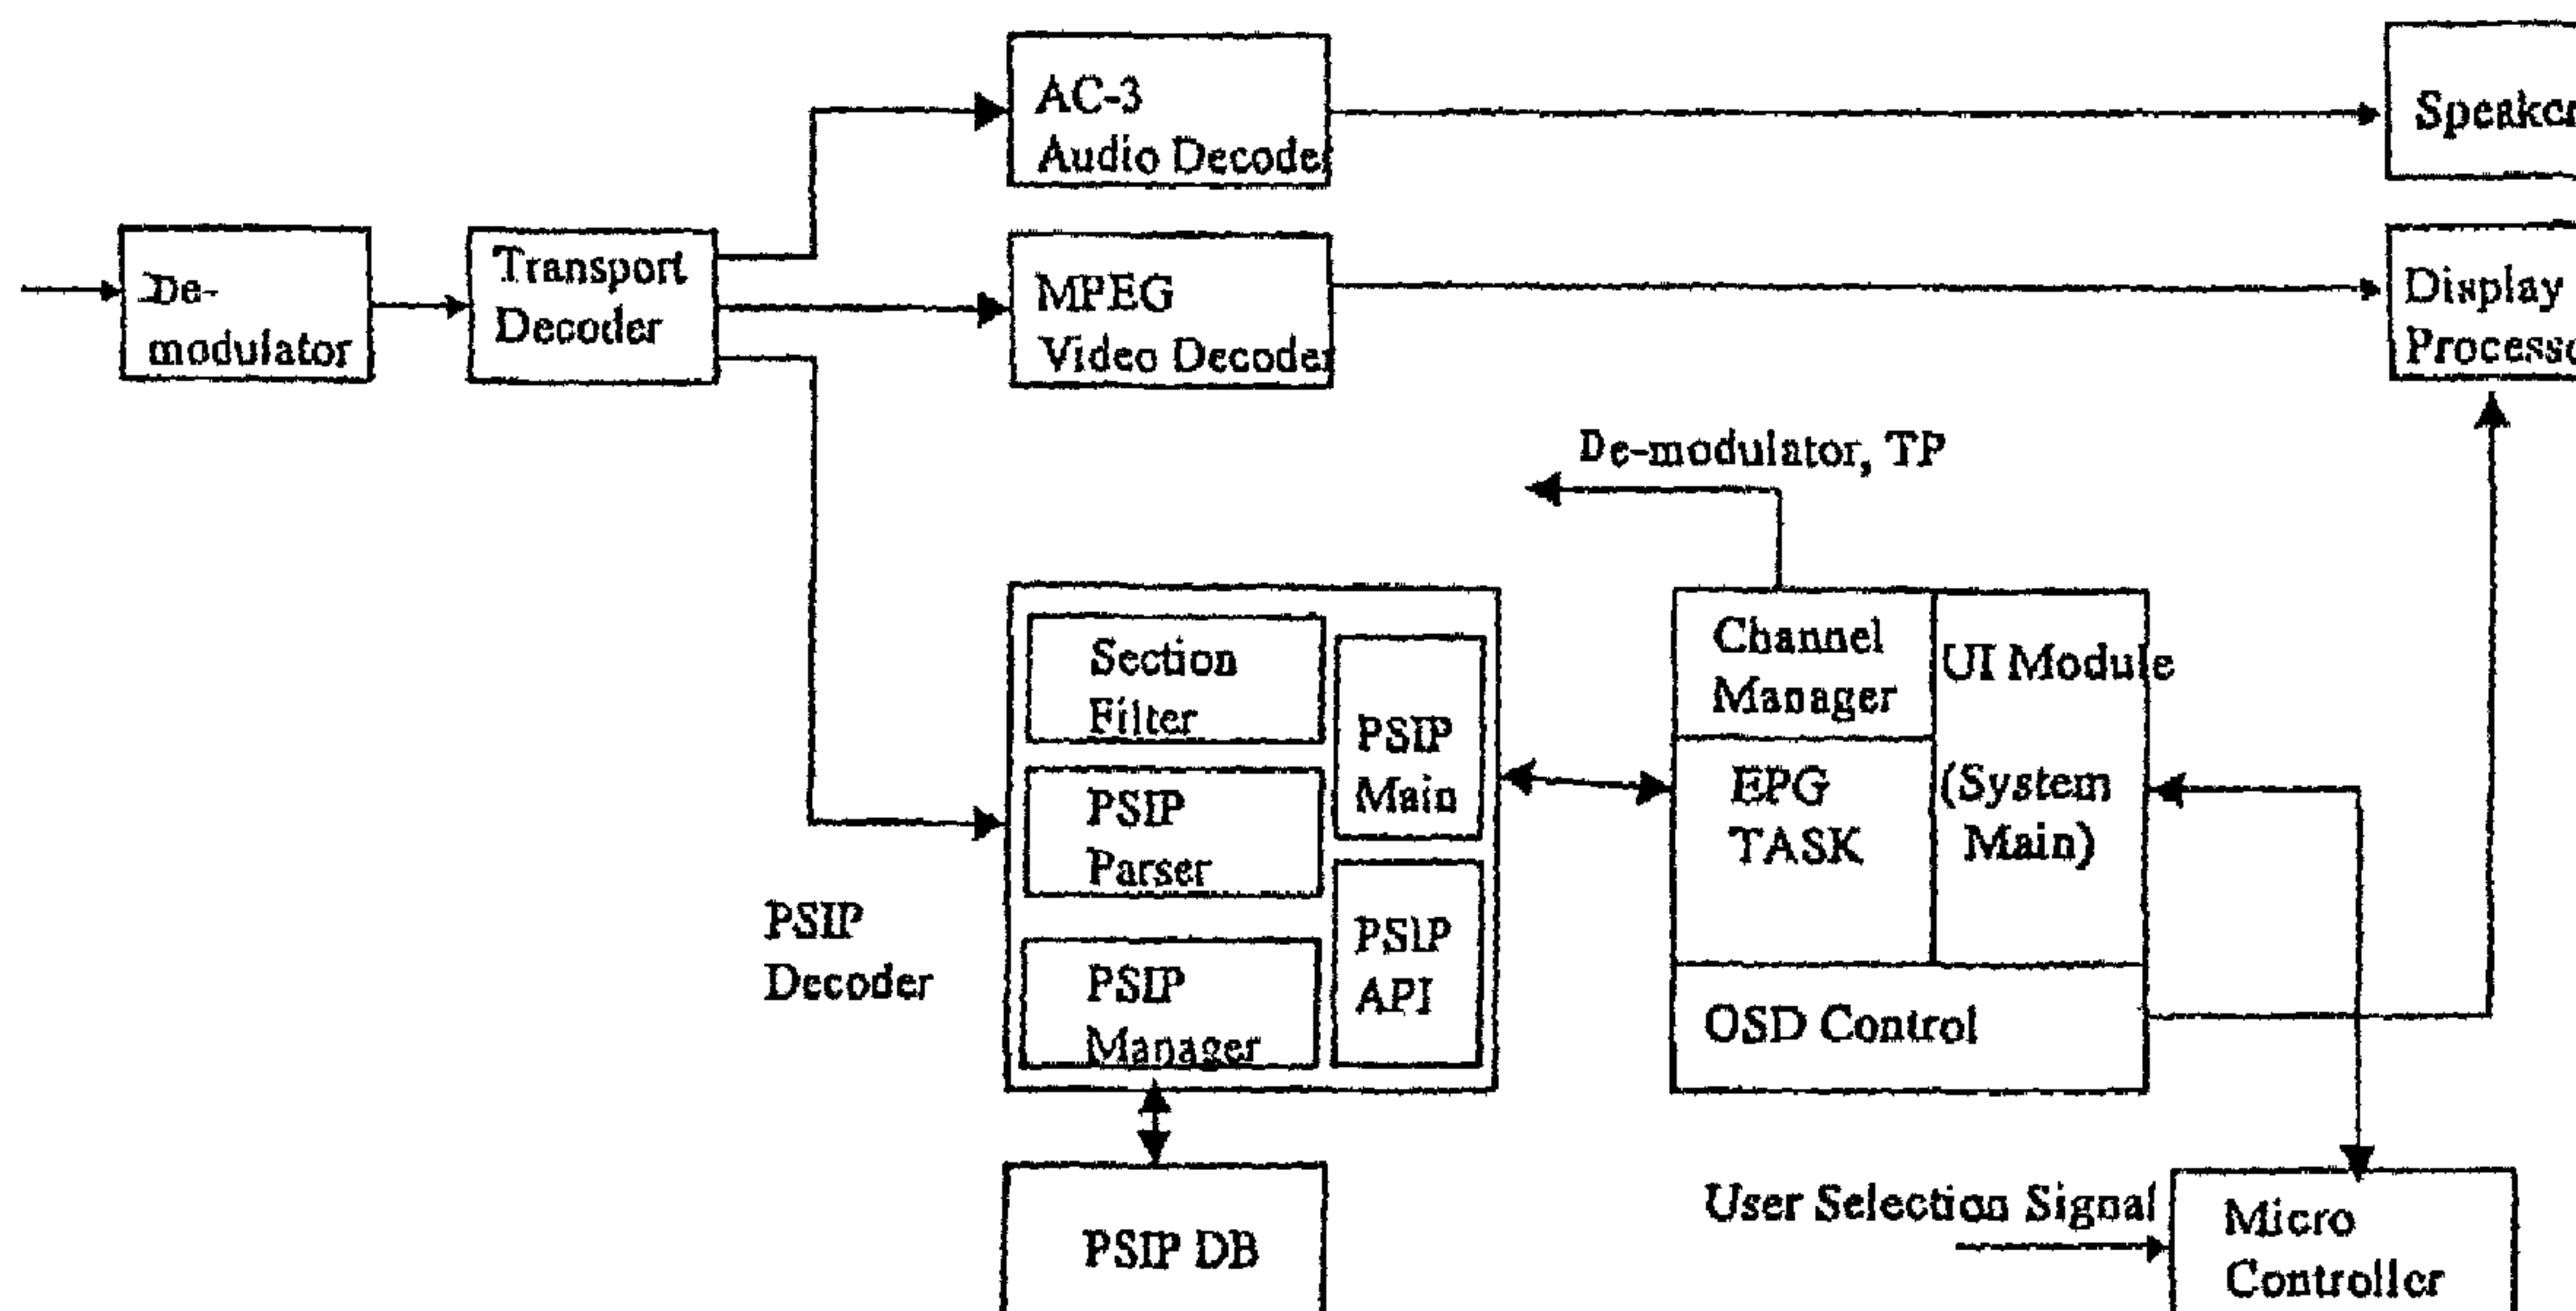 AC-3
Audio Decoder
Speaker
De-
modulator
Transport
Decoder
MPEG
Video Decoder
Display
De-modulator, TP
Section
Filter
PSIP
Main
Channel
Manager
UI Module
PSIP
Parser
EPG
TASK
(System
Main)
PSIP
Decoder
PSIP
Manager
PSIP
API
OSD Control
PSIP DB
User Selection Signal
Micro
Controller